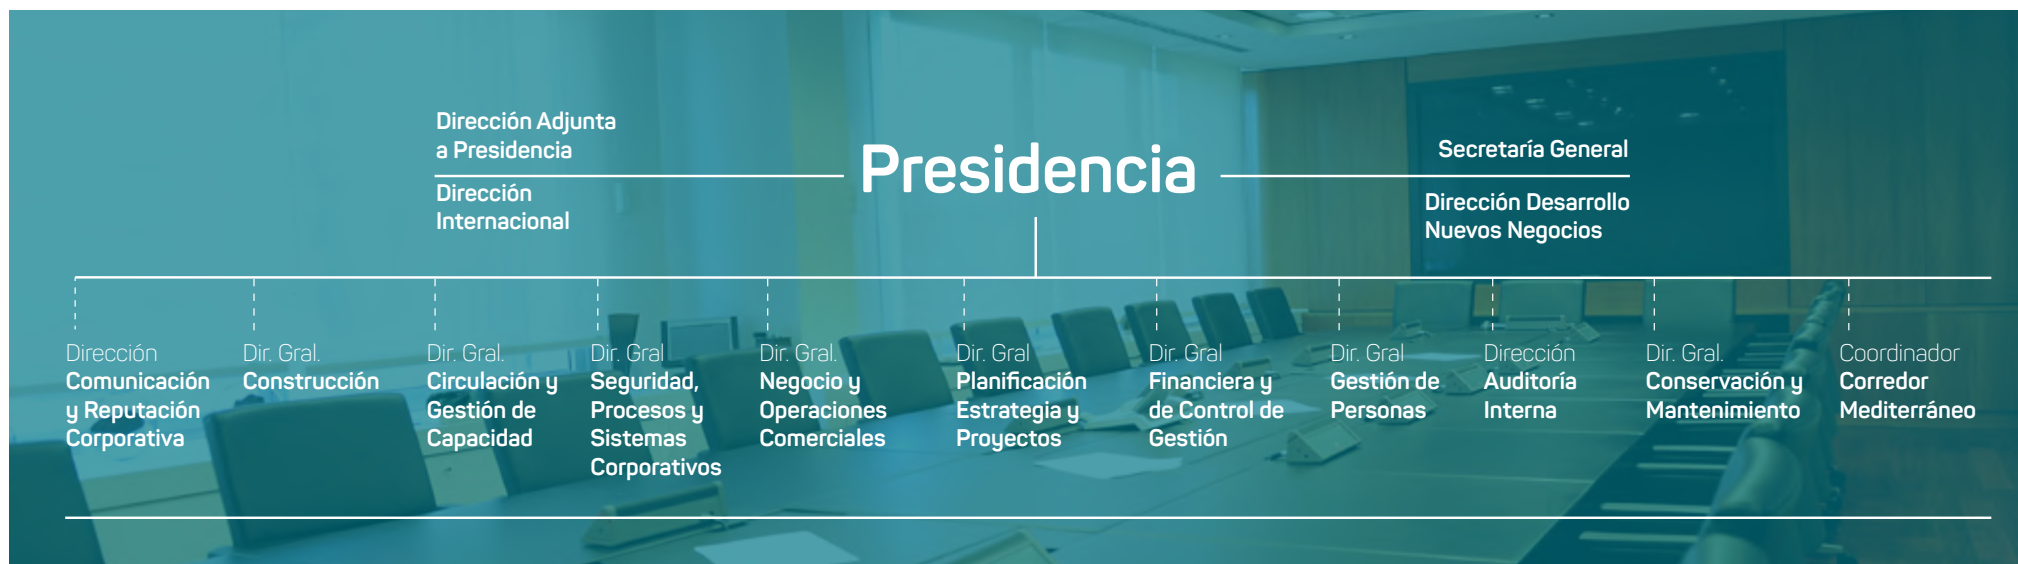 Dirección Adjunta
a Presidencia
Dirección
Internacional
Presidencia
Secretaría General
Dirección Desarrollo
Nuevos Negocios
Dirección
Comunicación
y Reputación
Corporativa
Dir. Gral.
Construcción
Dir. Gral.
Circulación y
Gestión de
Capacidad
Dir. Gral
Seguridad,
Procesos y
Sistemas
Corporativos
Dir. Gral.
Negocio y
Operaciones
Comerciales
Dir. Gral
Planificación
Estrategia y
Proyectos
Dir. Gral
Financiera y
de Control de
Gestión
Dir. Gral
Gestión de
Personas
Dirección
Auditoría
Interna
Dir. Gral.
Conservación y
Mantenimiento
Coordinador
Corredor
Mediterráneo